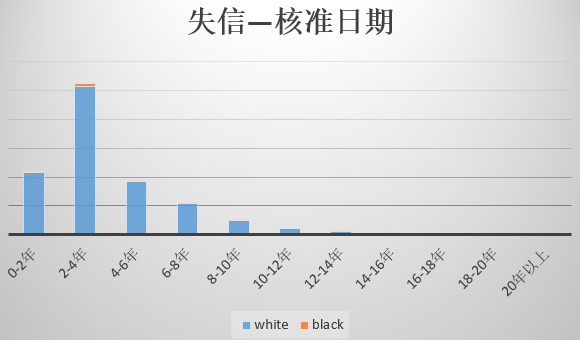 失信—核准日期
0-2年
2-4年
4-6年
6-8年
8-10年
10-12年
12-14年
14-16年
16-18年
18-20年
20年以上
white
black